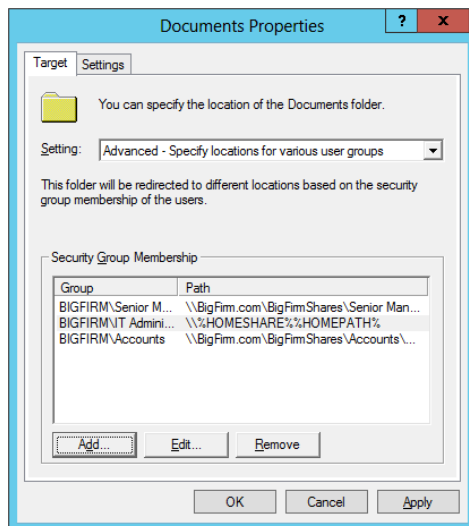 Documents Properties
? x
Target Settings
You can specify the location of the Documents folder.
Setting: Advanced - Specify locations for various user groups
This folder will be redirected to different locations based on the security
group membership of the users.
Security Group Membership
Group Path
BIGFIRM\Senior M... \\BigFirm.com\BigFirmShares\Senior Man...
BIGFIRM\IT Admini... \\%HOMESHARE%%HOMEPATH%
BIGFIRM\Accounts \\BigFirm.com\BigFirmShares\Accounts\...
Add... Edit... Remove
OK Cancel Apply